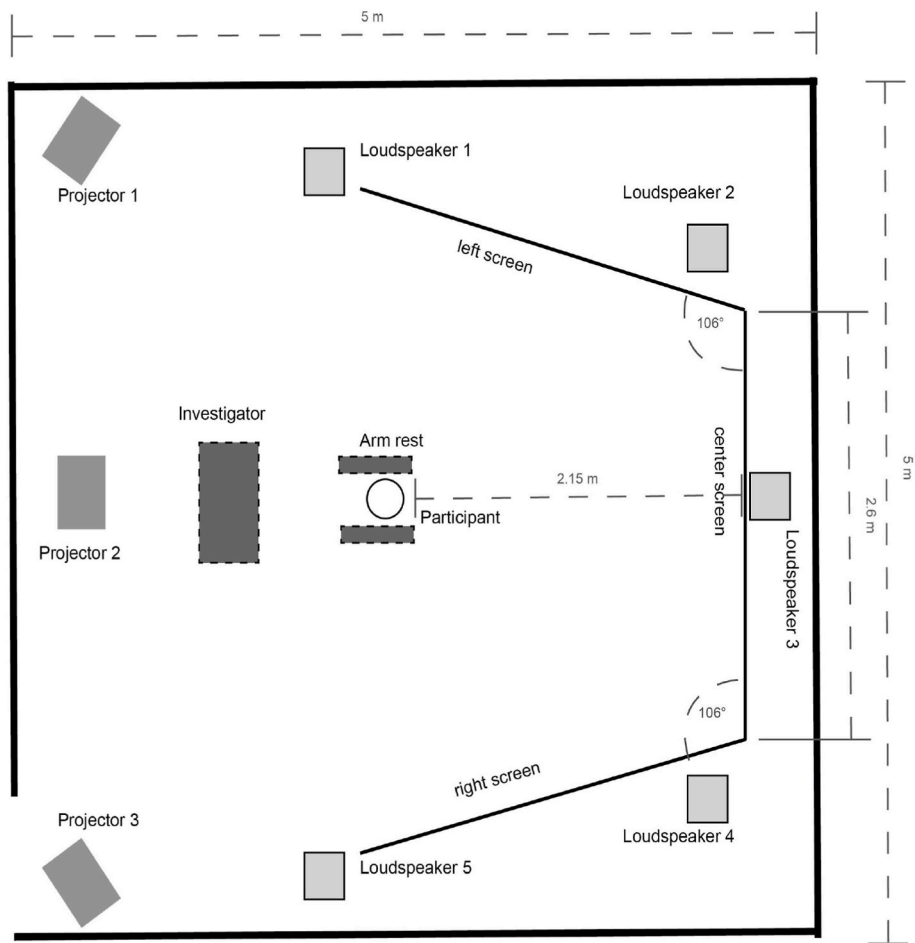 5 m
Loudspeaker 1
Projector 1
Loudspeaker 2
left screen
106°
Investigator
Arm rest
center screen
5 m
2.15 m
2.6 m
Participant
Projector 2
Loudspeaker 3
106°
right screen
Projector 3
Loudspeaker 4
Loudspeaker 5